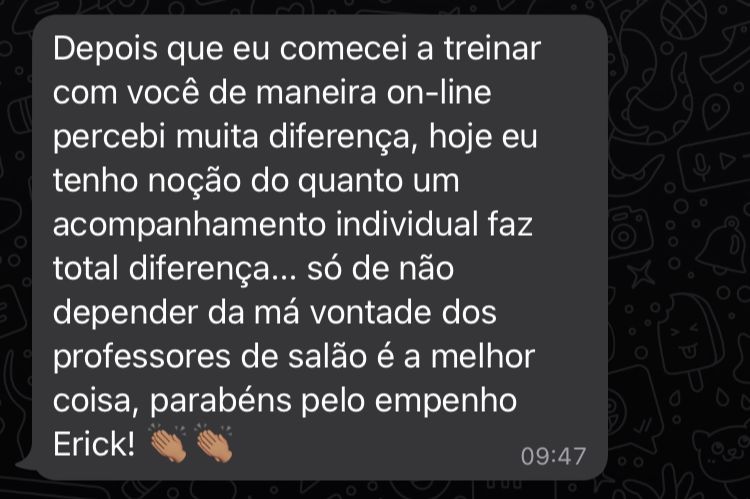 Depois que eu comecei a treinar
com você de maneira on-line
percebi muita diferença, hoje eu
tenho noção do quanto um
acompanhamento individual faz
total diferença... só de não
depender da má vontade dos
professores de salão é a melhor
coisa, parabéns pelo empenho
Erick! 👏🏽👏🏽
09:47